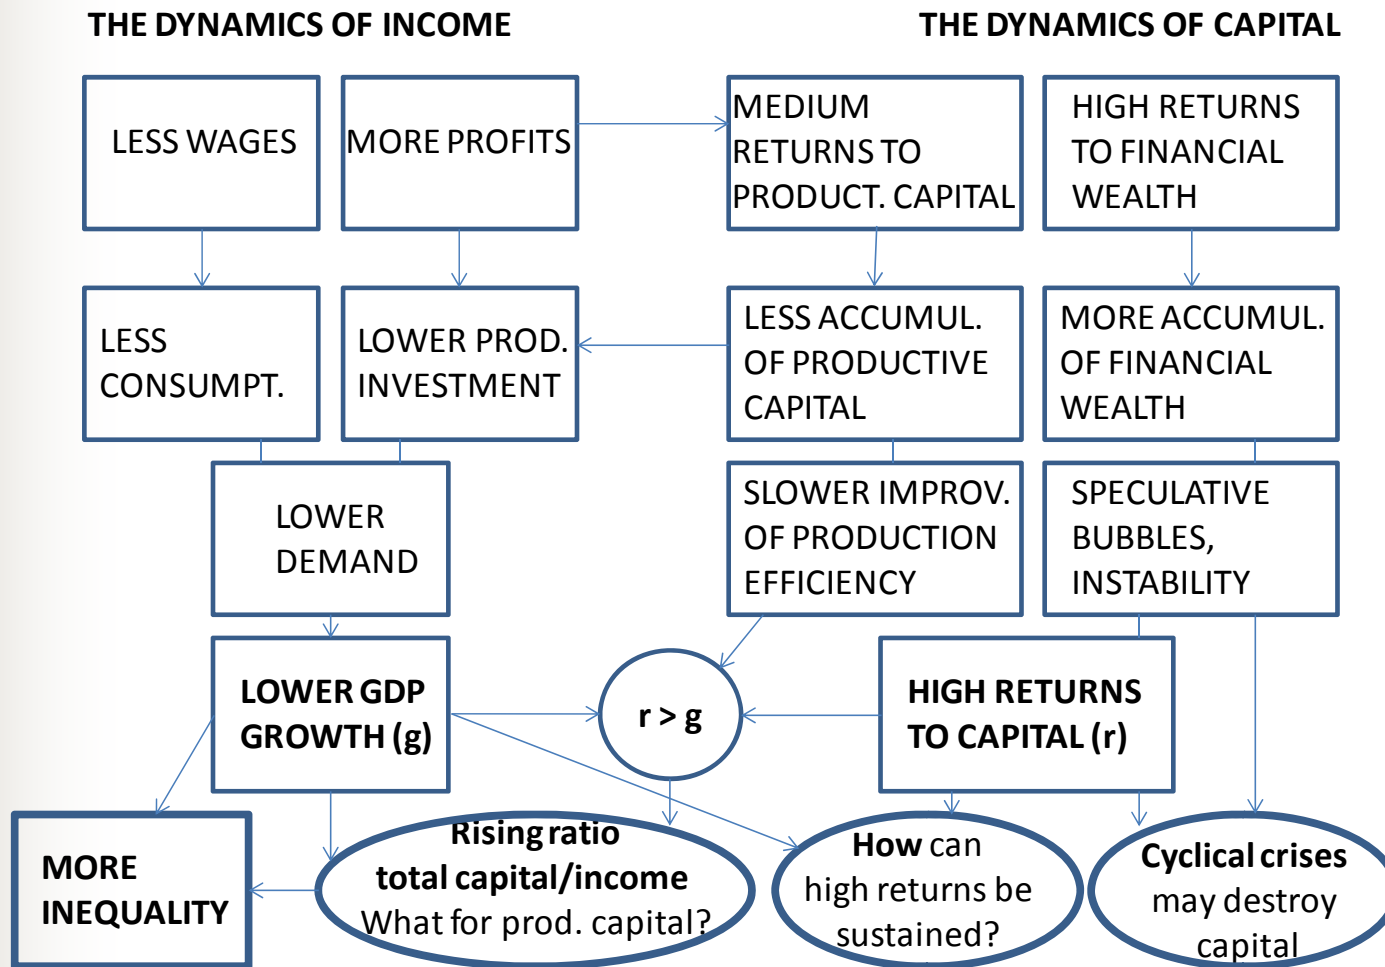 THE DYNAMICS OF INCOME
THE DYNAMICS OF CAPITAL
LESS WAGES
MORE PROFITS
MEDIUM
RETURNS TO
PRODUCT. CAPITAL
HIGH RETURNS
TO FINANCIAL
WEALTH
LESS
CONSUMPT.
LOWER PROD.
INVESTMENT
LESS ACCUMUL.
OF PRODUCTIVE
CAPITAL
MORE ACCUMUL.
OF FINANCIAL
WEALTH
LOWER
DEMAND
SLOWER IMPROV.
OF PRODUCTION
EFFICIENCY
SPECULATIVE
BUBBLES,
INSTABILITY
LOWER GDP
GROWTH (g)
r > g
HIGH RETURNS
TO CAPITAL (r)
MORE
INEQUALITY
Rising ratio
total capital/income
What for prod. capital?
How can
high returns be
sustained?
Cyclical crises
may destroy
capital